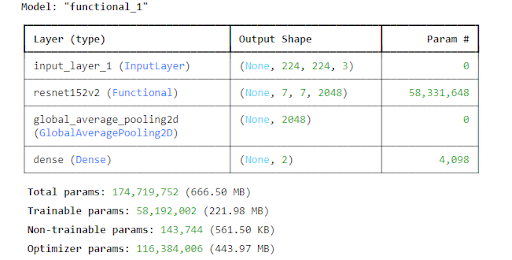 Model: "functional_1"
Layer (type) Output Shape Param #
input_layer_1 (InputLayer) (None, 224, 224, 3) 0
resnet152v2 (Functional) (None, 7, 7, 2048) 58,331,648
global_average_pooling2d (None, 2048) 0
(GlobalAveragePooling2D)
dense (Dense) (None, 2) 4,098
Total params: 174,719,752 (666.50 MB)
Trainable params: 58,192,002 (221.98 MB)
Non-trainable params: 143,744 (561.50 KB)
Optimizer params: 116,384,006 (443.97 MB)